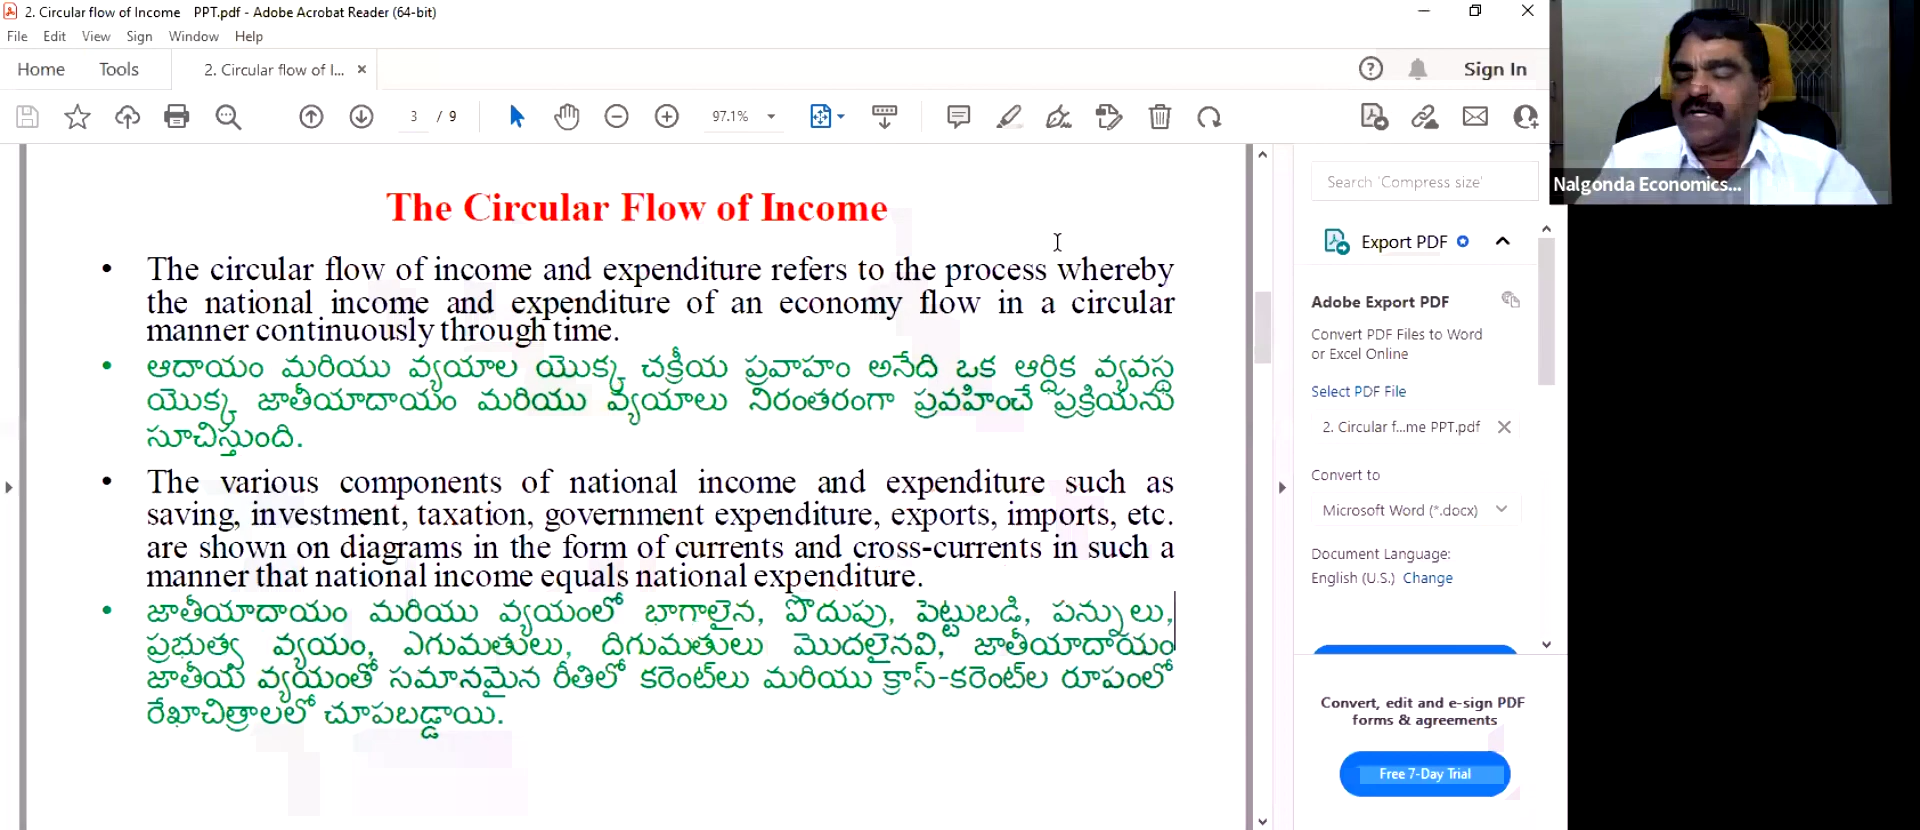 2. Circular flow of Income PPT.pdf - Adobe Acrobat Reader (64-bit)
File Edit View Sign Window Help
Home Tools 2. Circular flow of I... × Sign In
3 / 9 97.1%
The Circular Flow of Income
• The circular flow of income and expenditure refers to the process whereby
the national income and expenditure of an economy flow in a circular
manner continuously through time.
• ఆదాయం మరియు వ్యయాల యొక్క చక్రీయ ప్రవాహం అనేది ఒక ఆర్థిక వ్యవస్థ
యొక్క జాతీయాదాయం మరియు వ్యయాలు నిరంతరంగా ప్రవహించే ప్రక్రియను
సూచిస్తుంది.
• The various components of national income and expenditure such as
saving, investment, taxation, government expenditure, exports, imports, etc.
are shown on diagrams in the form of currents and cross-currents in such a
manner that national income equals national expenditure.
• జాతీయాదాయం మరియు వ్యయంలో భాగాలైన, పొదుపు, పెట్టుబడి, పన్నులు,
ప్రభుత్వ వ్యయం, ఎగుమతులు, దిగుమతులు మొదలైనవి, జాతీయాదాయం
జాతీయ వ్యయంతో సమానమైన రీతిలో కరెంట్‌లు మరియు క్రాస్-కరెంట్‌ల రూపంలో
రేఖాచిత్రాలలో చూపబడ్డాయి.
Search 'Compress size'
Export PDF
Adobe Export PDF
Convert PDF Files to Word
or Excel Online
Select PDF File
2. Circular f...me PPT.pdf
Convert to
Microsoft Word (*.docx)
Document Language:
English (U.S.) Change
Convert, edit and e-sign PDF
forms & agreements
Free 7-Day Trial
Nalgonda Economics...